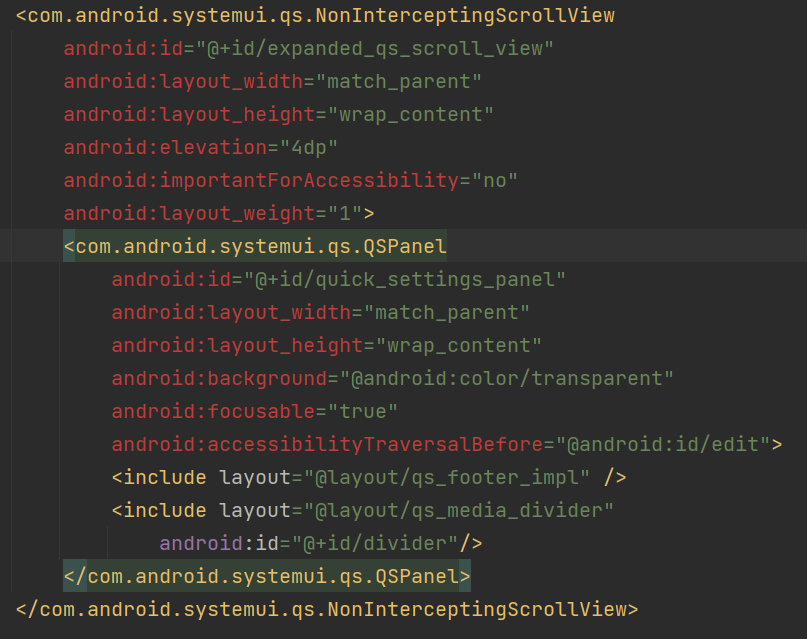 <com.android.systemui.qs.NonInterceptingScrollView
    android:id="@+id/expanded_qs_scroll_view"
    android:layout_width="match_parent"
    android:layout_height="wrap_content"
    android:elevation="4dp"
    android:importantForAccessibility="no"
    android:layout_weight="1">
    <com.android.systemui.qs.QSPanel
        android:id="@+id/quick_settings_panel"
        android:layout_width="match_parent"
        android:layout_height="wrap_content"
        android:background="@android:color/transparent"
        android:focusable="true"
        android:accessibilityTraversalBefore="@android:id/edit">
        <include layout="@layout/qs_footer_impl" />
        <include layout="@layout/qs_media_divider"
            android:id="@+id/divider"/>
    </com.android.systemui.qs.QSPanel>
</com.android.systemui.qs.NonInterceptingScrollView>